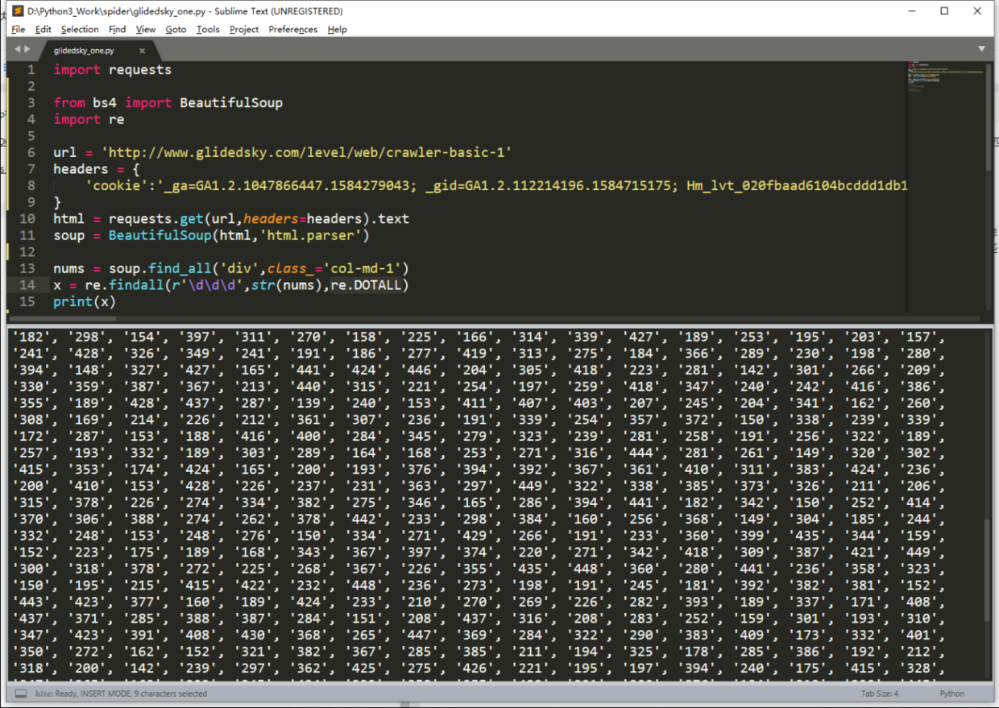 D:\Python3_Work\spider\glidedsky_one.py - Sublime Text (UNREGISTERED)
File Edit Selection Find View Goto Tools Project Preferences Help
glidedsky_one.py
1 import requests
2
3 from bs4 import BeautifulSoup
4 import re
5
6 url = 'http://www.glidedsky.com/level/web/crawler-basic-1'
7 headers = {
8 'cookie':'_ga=GA1.2.1047866447.1584279043; _gid=GA1.2.112214196.1584715175; Hm_lvt_020fbaad6104bcddd1db1
9 }
10 html = requests.get(url,headers=headers).text
11 soup = BeautifulSoup(html,'html.parser')
12
13 nums = soup.find_all('div',class_='col-md-1')
14 x = re.findall(r'\d\d\d',str(nums),re.DOTALL)
15 print(x)
'182', '298', '154', '397', '311', '270', '158', '225', '166', '314', '339', '427', '189', '253', '195', '203', '157',
'241', '428', '326', '349', '241', '191', '186', '277', '419', '313', '275', '184', '366', '289', '230', '198', '280',
'394', '148', '327', '427', '165', '441', '424', '446', '204', '305', '418', '223', '281', '142', '301', '266', '209',
'330', '359', '387', '367', '213', '440', '315', '221', '254', '197', '259', '418', '347', '240', '242', '416', '386',
'355', '189', '428', '437', '287', '139', '240', '153', '411', '407', '403', '207', '245', '204', '341', '162', '260',
'308', '169', '214', '226', '212', '361', '307', '236', '191', '339', '254', '357', '372', '150', '338', '239', '339',
'172', '287', '153', '188', '416', '400', '284', '345', '279', '323', '239', '281', '258', '191', '256', '322', '189',
'257', '193', '332', '189', '303', '289', '164', '168', '253', '271', '316', '444', '281', '261', '149', '320', '302',
'415', '353', '174', '424', '165', '200', '193', '376', '394', '392', '367', '361', '410', '311', '383', '424', '236',
'200', '410', '153', '428', '226', '237', '231', '363', '297', '449', '322', '338', '385', '373', '326', '211', '206',
'315', '378', '226', '274', '334', '382', '275', '346', '165', '286', '394', '441', '182', '342', '150', '252', '414',
'370', '306', '388', '274', '262', '378', '442', '233', '298', '384', '160', '256', '368', '149', '304', '185', '244',
'332', '248', '153', '248', '276', '150', '334', '271', '429', '266', '191', '233', '360', '399', '435', '344', '159',
'152', '223', '175', '189', '168', '343', '367', '397', '374', '220', '271', '342', '418', '309', '387', '421', '449',
'300', '318', '378', '272', '225', '268', '367', '226', '355', '435', '448', '360', '280', '441', '236', '358', '323',
'150', '195', '215', '415', '422', '232', '448', '236', '273', '198', '191', '245', '181', '392', '382', '381', '152',
'443', '423', '377', '160', '189', '424', '233', '210', '270', '269', '226', '282', '393', '189', '337', '171', '408',
'437', '371', '285', '388', '387', '284', '151', '208', '437', '316', '208', '283', '252', '159', '301', '193', '310',
'347', '423', '391', '408', '430', '368', '265', '447', '369', '284', '322', '290', '383', '409', '173', '332', '401',
'350', '272', '162', '152', '321', '382', '367', '285', '385', '211', '194', '325', '178', '285', '386', '192', '212',
'318', '200', '142', '239', '297', '362', '425', '275', '426', '221', '195', '197', '394', '240', '175', '415', '328',
kite: Ready, INSERT MODE, 9 characters selected Tab Size: 4 Python